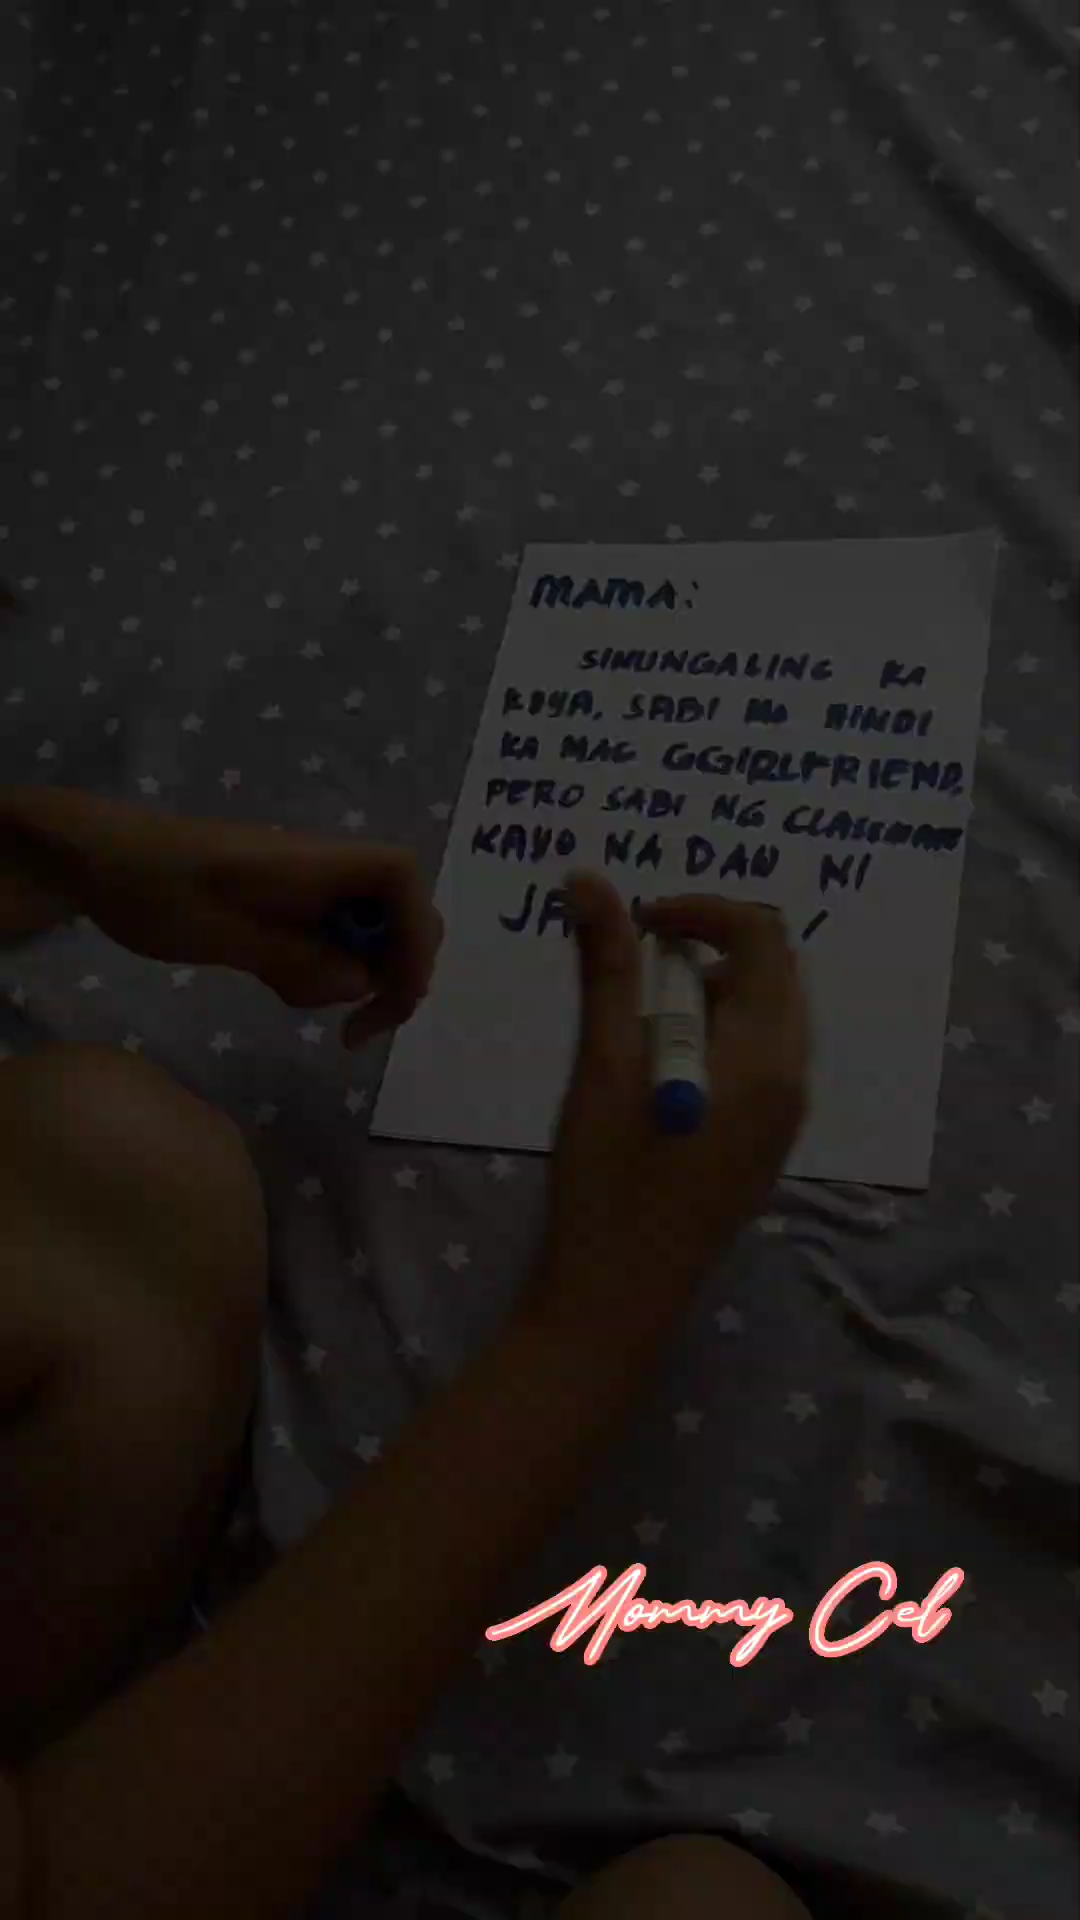 MAMA:
SINUNGALING KA
KUYA, SABI MO HINDI
KA MAG GGIRLFRIEND,
PERO SABI NG CLASSMATE
KAYO NA DAW NI
Mommy Cel